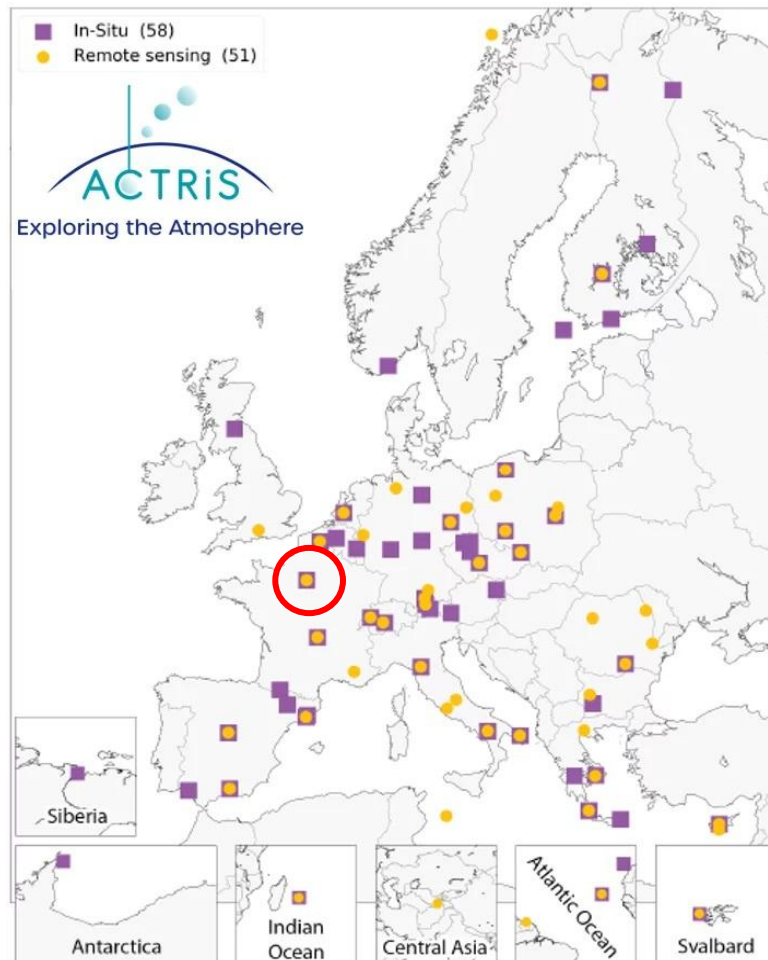 In-Situ (58)
Remote sensing (51)
ACTRiS
Exploring the Atmosphere
Siberia
Antarctica
Indian
Ocean
Central Asia
Atlantic Ocean
Svalbard